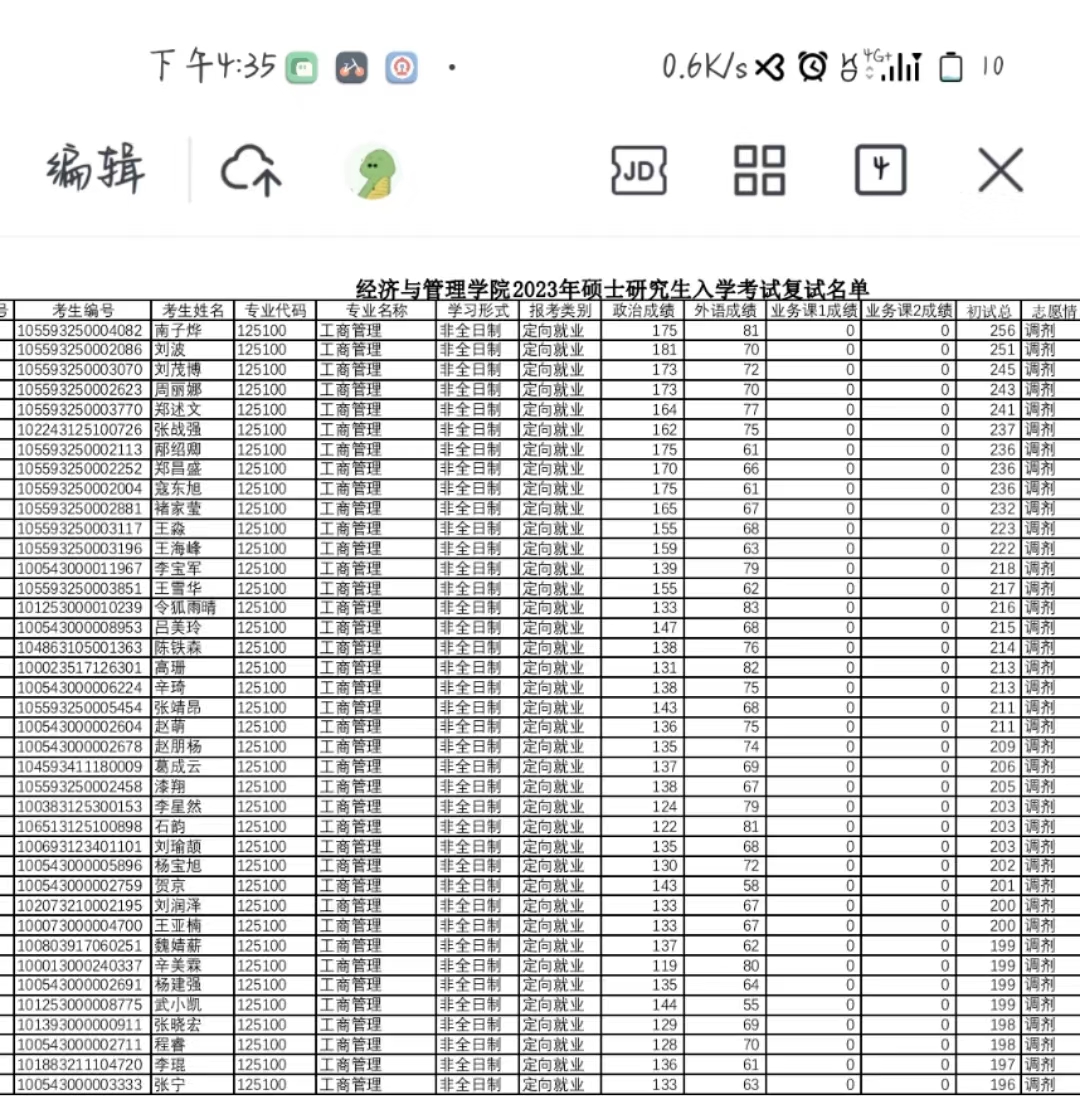 下午4:35
0.6K/s 4G+ 10
编辑 JD 4
经济与管理学院2023年硕士研究生入学考试复试名单
号 考生编号 考生姓名 专业代码 专业名称 学习形式 报考类别 政治成绩 外语成绩 业务课1成绩 业务课2成绩 初试总 志愿情
105593250004082 南子烨 125100 工商管理 非全日制 定向就业 175 81 0 0 256 调剂
105593250002086 刘波 125100 工商管理 非全日制 定向就业 181 70 0 0 251 调剂
105593250003070 刘茂博 125100 工商管理 非全日制 定向就业 173 72 0 0 245 调剂
105593250002623 周丽娜 125100 工商管理 非全日制 定向就业 173 70 0 0 243 调剂
105593250003770 郑述文 125100 工商管理 非全日制 定向就业 164 77 0 0 241 调剂
102243125100726 张战强 125100 工商管理 非全日制 定向就业 162 75 0 0 237 调剂
105593250002113 鄢绍卿 125100 工商管理 非全日制 定向就业 175 61 0 0 236 调剂
105593250002252 郑昌盛 125100 工商管理 非全日制 定向就业 170 66 0 0 236 调剂
105593250002004 寇东旭 125100 工商管理 非全日制 定向就业 175 61 0 0 236 调剂
105593250002881 褚家莹 125100 工商管理 非全日制 定向就业 165 67 0 0 232 调剂
105593250003117 王淼 125100 工商管理 非全日制 定向就业 155 68 0 0 223 调剂
105593250003196 王海峰 125100 工商管理 非全日制 定向就业 159 63 0 0 222 调剂
100543000011967 李宝军 125100 工商管理 非全日制 定向就业 139 79 0 0 218 调剂
105593250003851 王雪华 125100 工商管理 非全日制 定向就业 155 62 0 0 217 调剂
101253000010239 令狐雨晴 125100 工商管理 非全日制 定向就业 133 83 0 0 216 调剂
100543000008953 吕美玲 125100 工商管理 非全日制 定向就业 147 68 0 0 215 调剂
104863105001363 陈铁森 125100 工商管理 非全日制 定向就业 138 76 0 0 214 调剂
100023517126301 高珊 125100 工商管理 非全日制 定向就业 131 82 0 0 213 调剂
100543000006224 辛琦 125100 工商管理 非全日制 定向就业 138 75 0 0 213 调剂
105593250005454 张靖昂 125100 工商管理 非全日制 定向就业 143 68 0 0 211 调剂
100543000002604 赵萌 125100 工商管理 非全日制 定向就业 136 75 0 0 211 调剂
100543000002678 赵朋杨 125100 工商管理 非全日制 定向就业 135 74 0 0 209 调剂
104593411180009 葛成云 125100 工商管理 非全日制 定向就业 137 69 0 0 206 调剂
105593250002458 漆翔 125100 工商管理 非全日制 定向就业 138 67 0 0 205 调剂
100383125300153 李星然 125100 工商管理 非全日制 定向就业 124 79 0 0 203 调剂
106513125100898 石韵 125100 工商管理 非全日制 定向就业 122 81 0 0 203 调剂
100693123401101 刘瑜颉 125100 工商管理 非全日制 定向就业 135 68 0 0 203 调剂
100543000005896 杨宝旭 125100 工商管理 非全日制 定向就业 130 72 0 0 202 调剂
100543000002759 贺京 125100 工商管理 非全日制 定向就业 143 58 0 0 201 调剂
102073210002195 刘润泽 125100 工商管理 非全日制 定向就业 133 67 0 0 200 调剂
100073000004700 王亚楠 125100 工商管理 非全日制 定向就业 133 67 0 0 200 调剂
100803917060251 魏婧薪 125100 工商管理 非全日制 定向就业 137 62 0 0 199 调剂
100013000240337 辛美霖 125100 工商管理 非全日制 定向就业 119 80 0 0 199 调剂
100543000002691 杨建强 125100 工商管理 非全日制 定向就业 135 64 0 0 199 调剂
101253000008775 武小凯 125100 工商管理 非全日制 定向就业 144 55 0 0 199 调剂
101393000000911 张晓宏 125100 工商管理 非全日制 定向就业 129 69 0 0 198 调剂
100543000002711 程睿 125100 工商管理 非全日制 定向就业 128 70 0 0 198 调剂
101883211104720 李琨 125100 工商管理 非全日制 定向就业 136 61 0 0 197 调剂
100543000003333 张宁 125100 工商管理 非全日制 定向就业 133 63 0 0 196 调剂